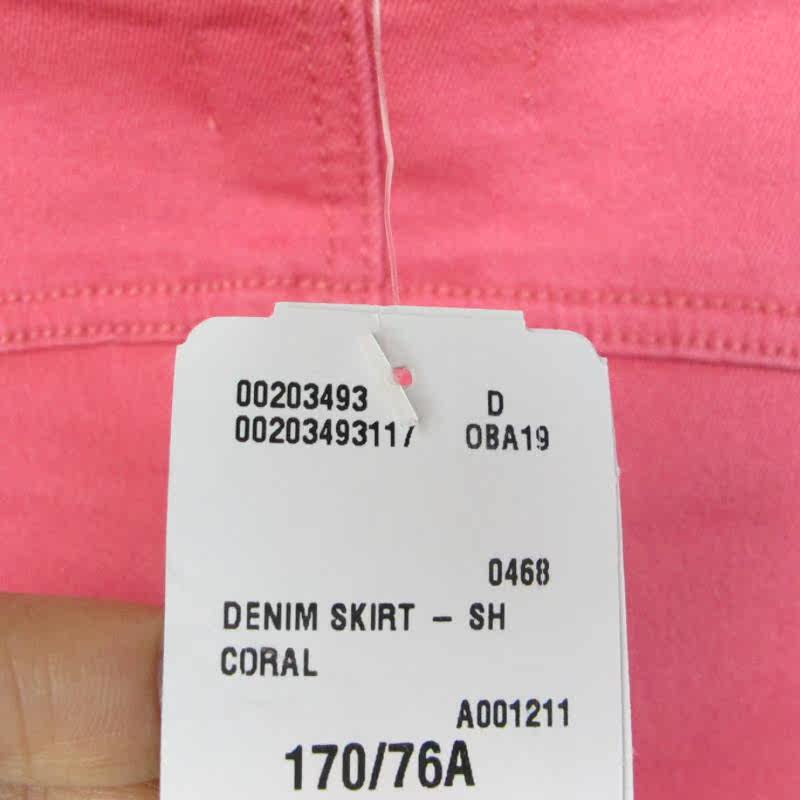 00203493 D
00203493117 OBA19
0468
DENIM SKIRT – SH
CORAL
A001211
170/76A